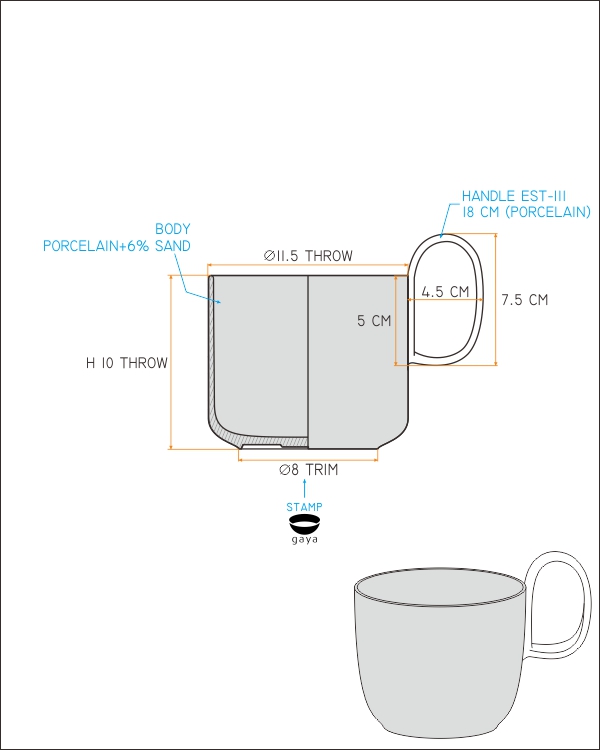 HANDLE EST-III
18 CM (PORCELAIN)
BODY
PORCELAIN+6% SAND
Ø11.5 THROW
4.5 CM
7.5 CM
5 CM
H 10 THROW
Ø8 TRIM
STAMP
gaya